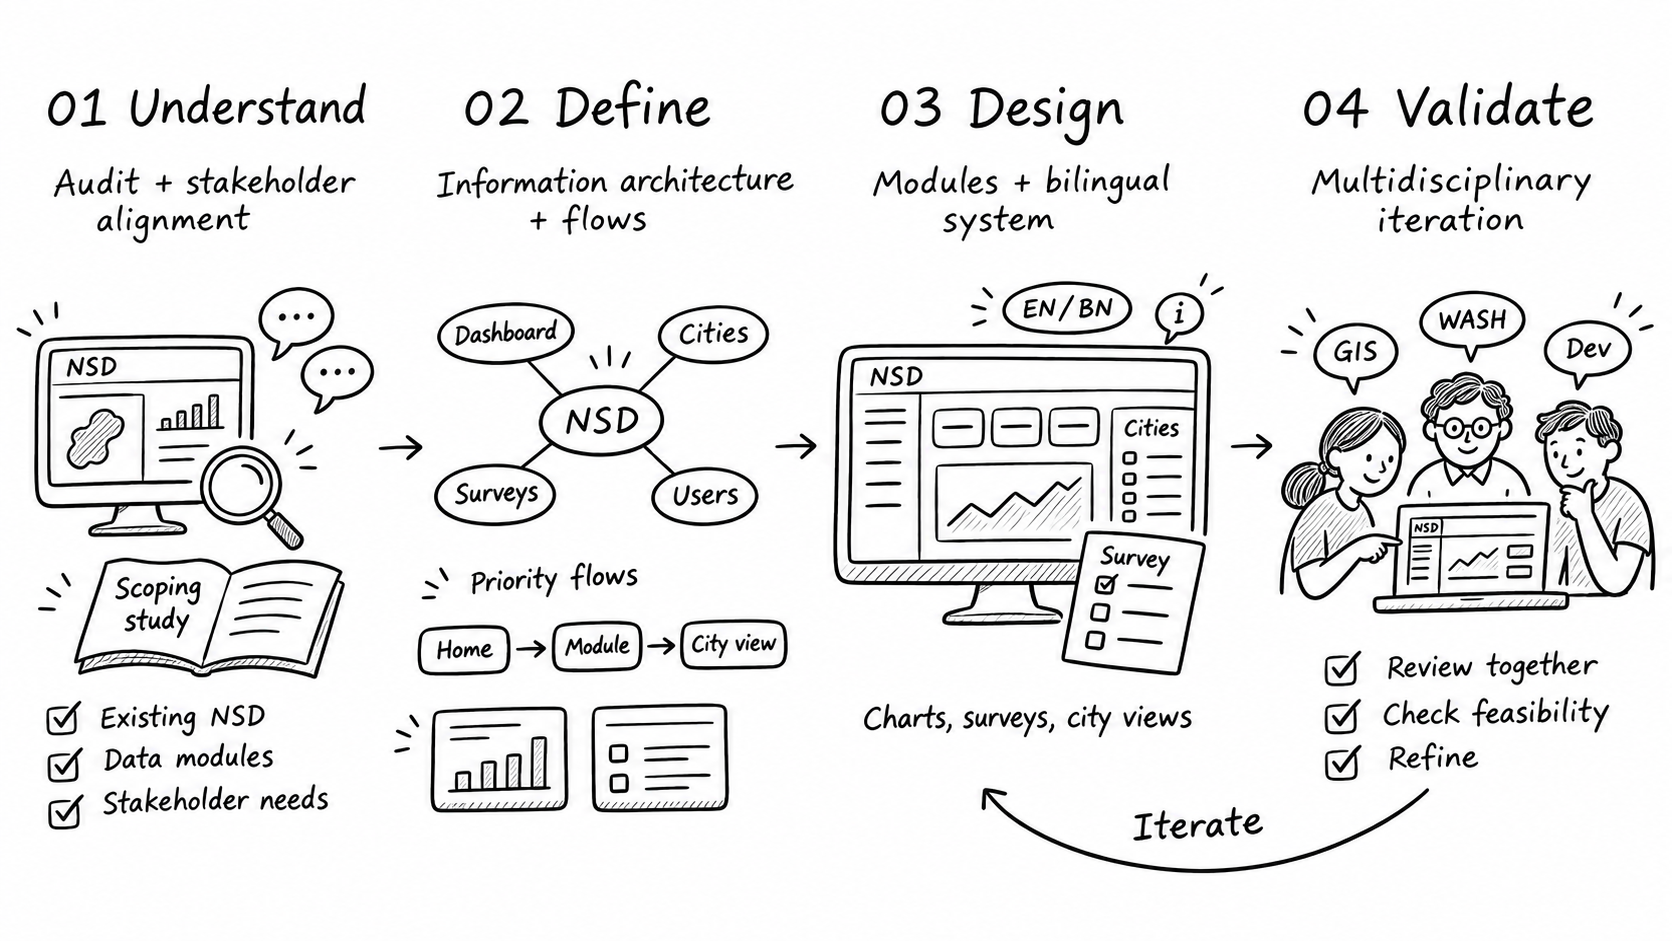 01 Understand
Audit + stakeholder
alignment
NSD
Scoping
study
Existing NSD
Data modules
Stakeholder needs
02 Define
Information architecture
+ flows
Dashboard
Cities
NSD
Surveys
Users
Priority flows
Home
Module
City view
03 Design
Modules + bilingual
system
EN/BN
i
NSD
Cities
Survey
Charts, surveys, city views
04 Validate
Multidisciplinary
iteration
GIS
WASH
Dev
NSD
Review together
Check feasibility
Refine
Iterate